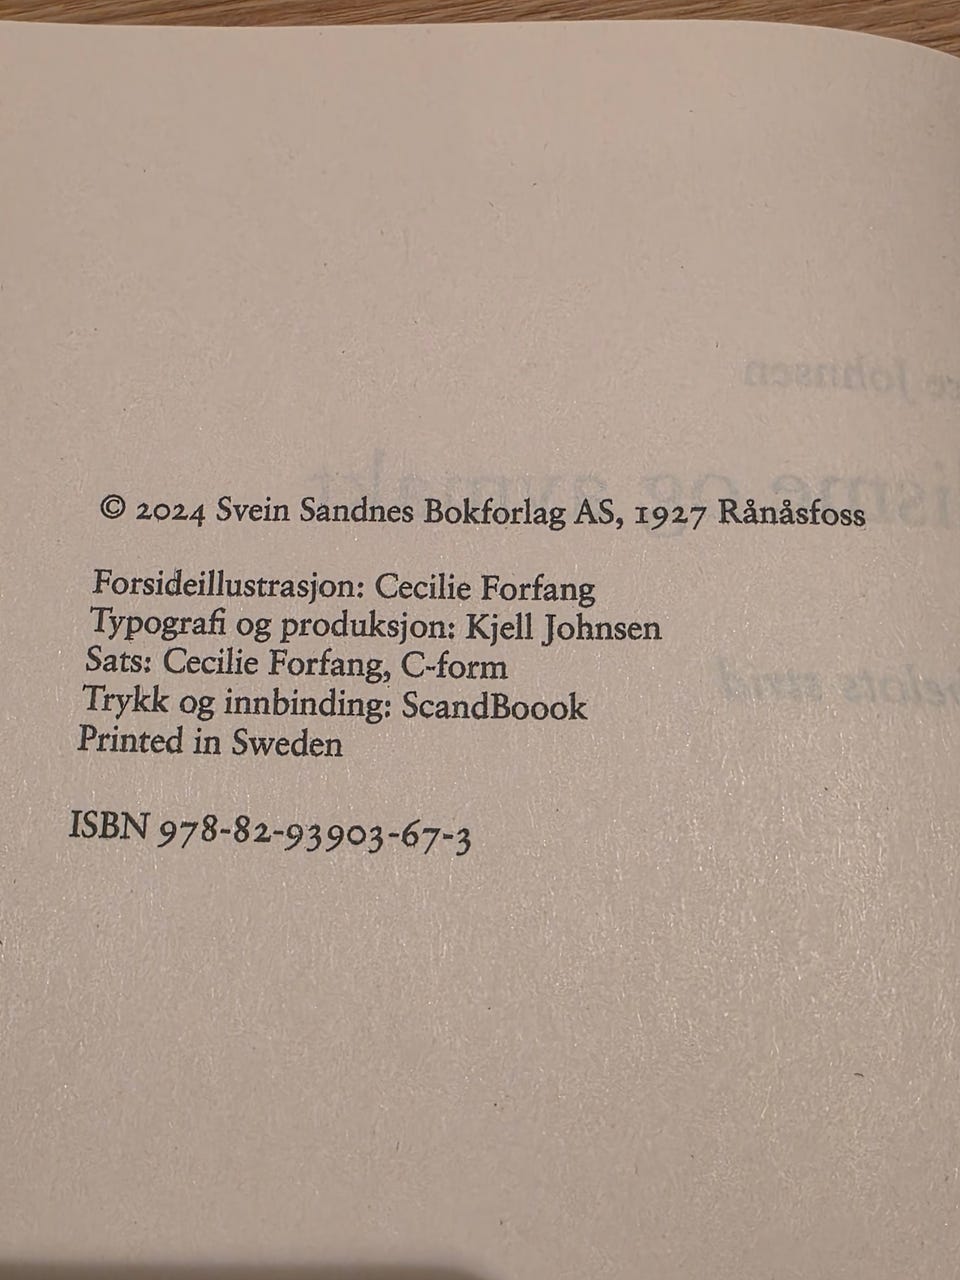 © 2024 Svein Sandnes Bokforlag AS, 1927 Rånåsfoss
Forsideillustrasjon: Cecilie Forfang
Typografi og produksjon: Kjell Johnsen
Sats: Cecilie Forfang, C-form
Trykk og innbinding: ScandBoook
Printed in Sweden
ISBN 978-82-93903-67-3